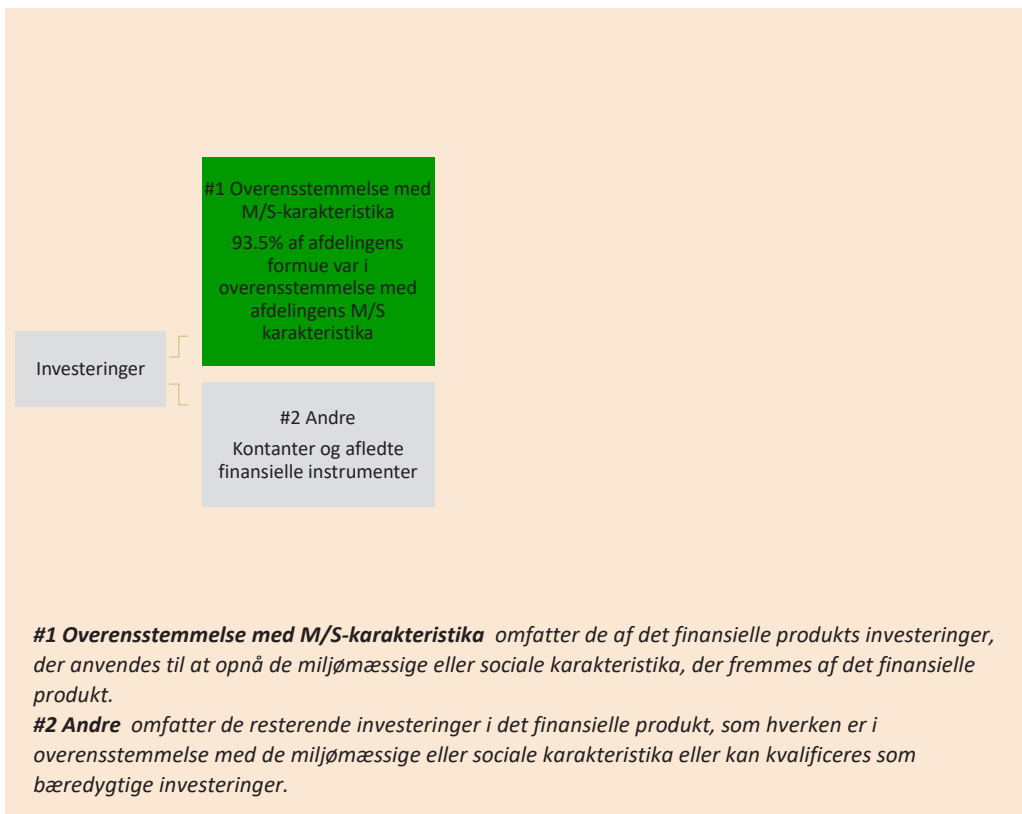 #1 Overensstemmelse med
M/S-karakteristika
93.5% af afdelingens
formue var i
overensstemmelse med
afdelingens M/S
karakteristika
Investeringer
#2 Andre
Kontanter og afledte
finansielle instrumenter
#1 Overensstemmelse med M/S-karakteristika omfatter de af det finansielle produkts investeringer,
der anvendes til at opnå de miljømæssige eller sociale karakteristika, der fremmes af det finansielle
produkt.
#2 Andre omfatter de resterende investeringer i det finansielle produkt, som hverken er i
overensstemmelse med de miljømæssige eller sociale karakteristika eller kan kvalificeres som
bæredygtige investeringer.